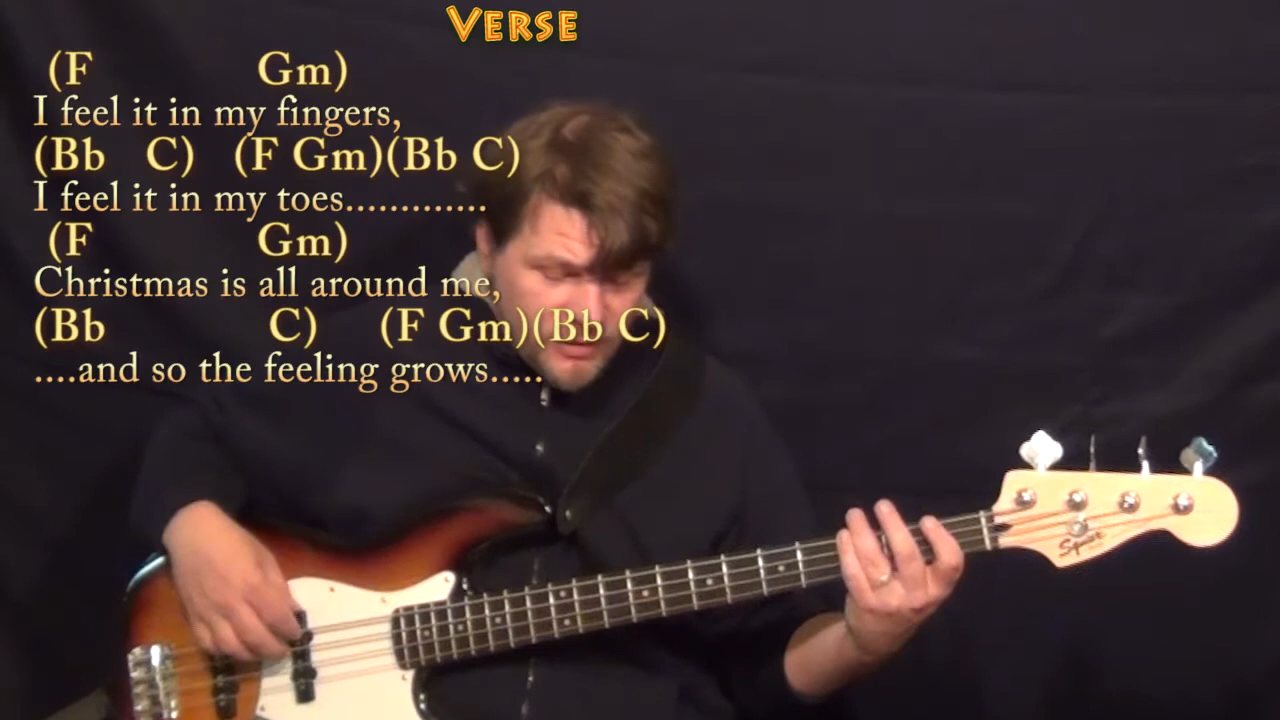 VERSE
(F Gm)
I feel it in my fingers,
(Bb C) (F Gm)(Bb C)
I feel it in my toes.............
(F Gm)
Christmas is all around me,
(Bb C) (F Gm)(Bb C)
....and so the feeling grows.....
Squier